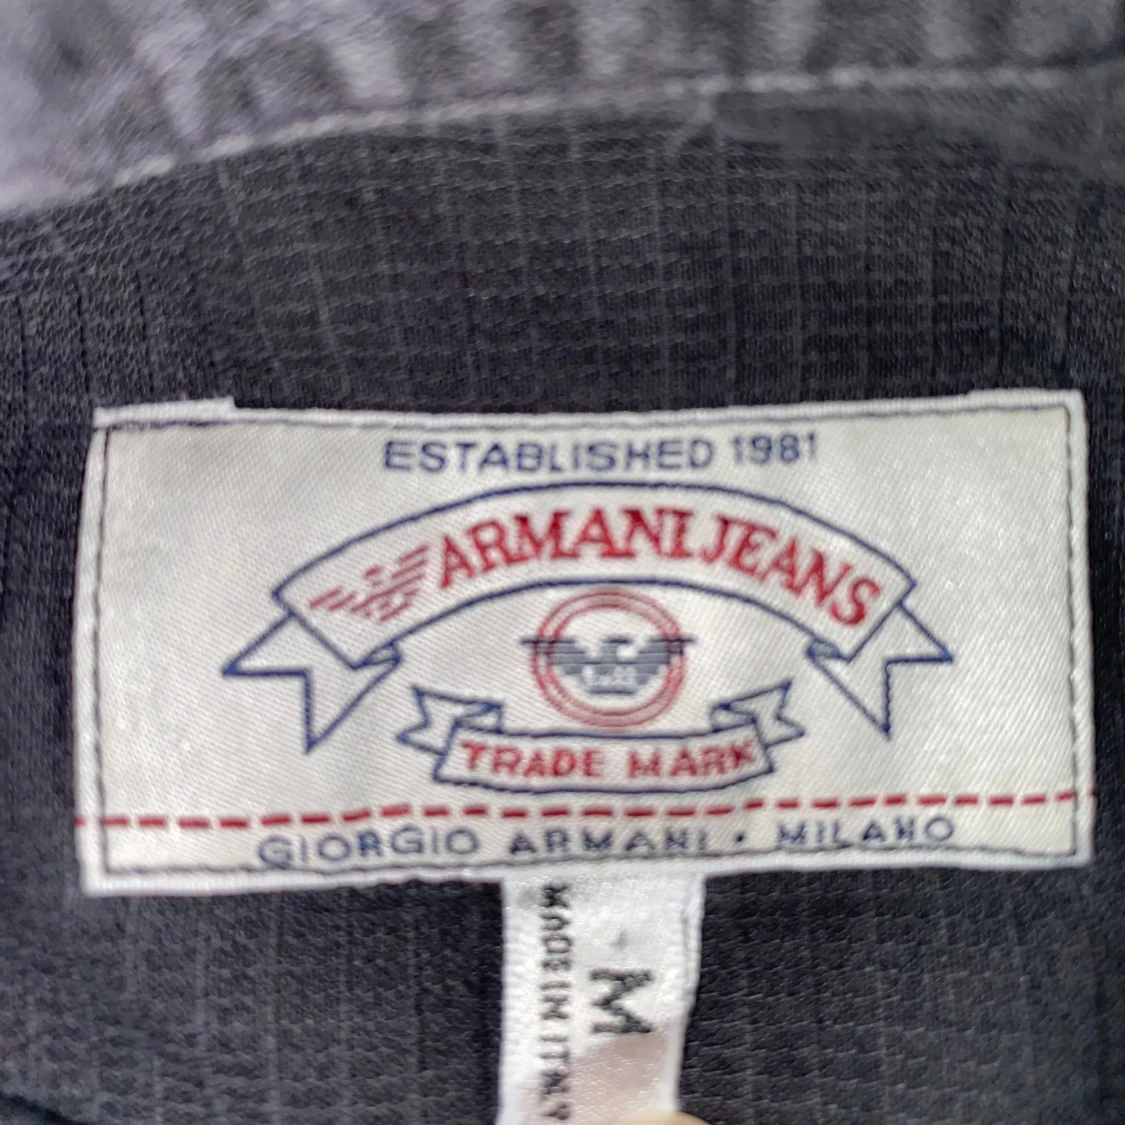 ESTABLISHED 1981
ARMANI JEANS
TRADE MARK
GIORGIO ARMANI • MILANO
MADE IN ITALY
M